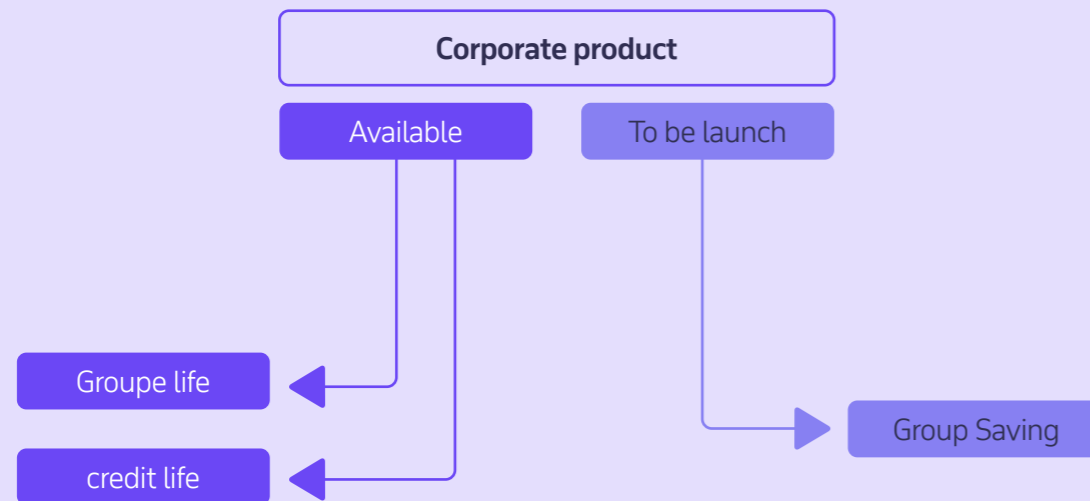 Corporate product
Available
To be launch
Groupe life
Group Saving
credit life